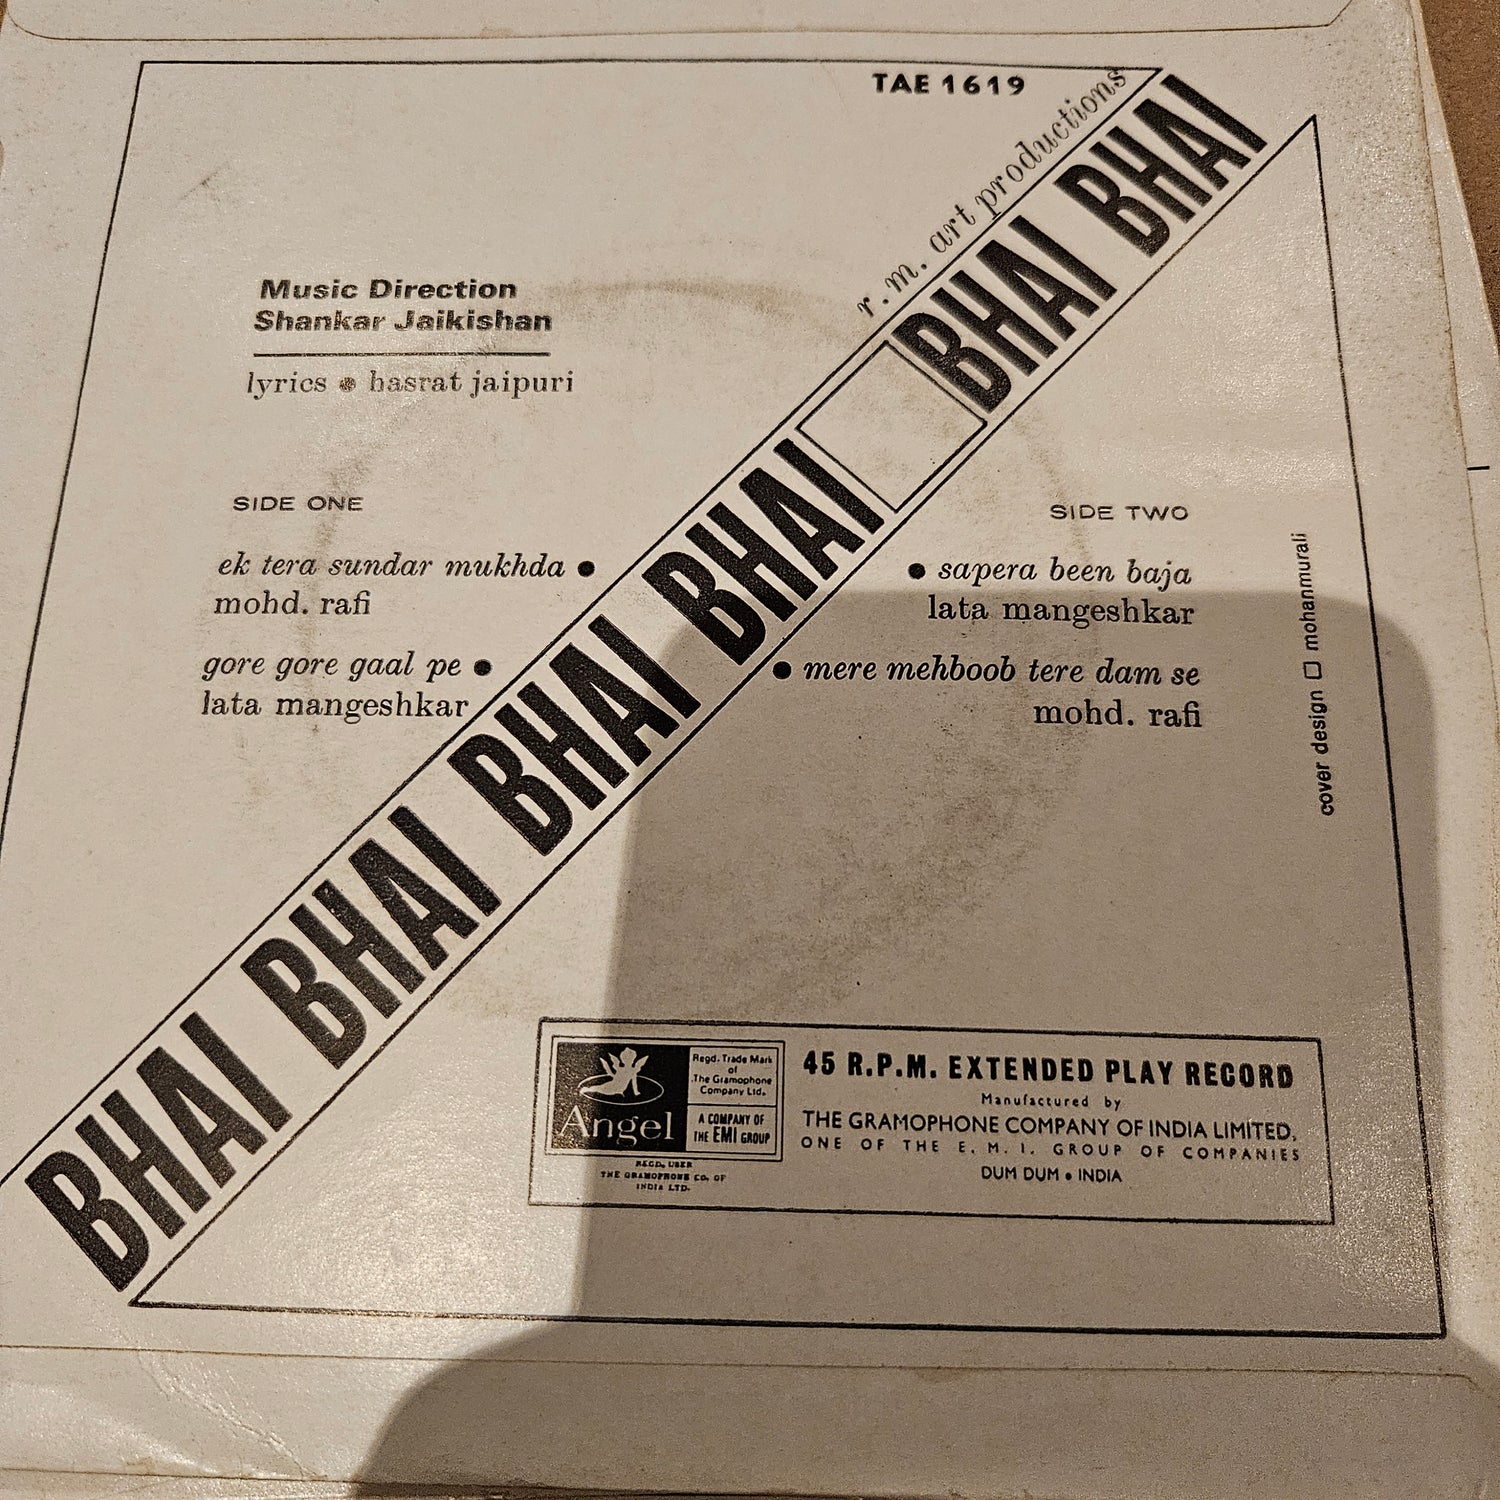 TAE 1619
r.m. art productions
BHAI BHAI BHAI BHAI BHAI BHAI
Music Direction
Shankar Jaikishan
lyrics ● hasrat jaipuri
SIDE ONE
ek tera sundar mukhda ●
mohd. rafi
gore gore gaal pe ●
lata mangeshkar
SIDE TWO
● sapera been baja
lata mangeshkar
● mere mehboob tere dam se
mohd. rafi
cover design □ mohanmurali
Angel
Regd. Trade Mark
of
The Gramophone
Company Ltd.
A COMPANY OF
THE EMI GROUP
REGD. USER
THE GRAMOPHONE CO. OF
INDIA LTD.
45 R.P.M. EXTENDED PLAY RECORD
Manufactured by
THE GRAMOPHONE COMPANY OF INDIA LIMITED,
ONE OF THE E. M. I. GROUP OF COMPANIES
DUM DUM • INDIA